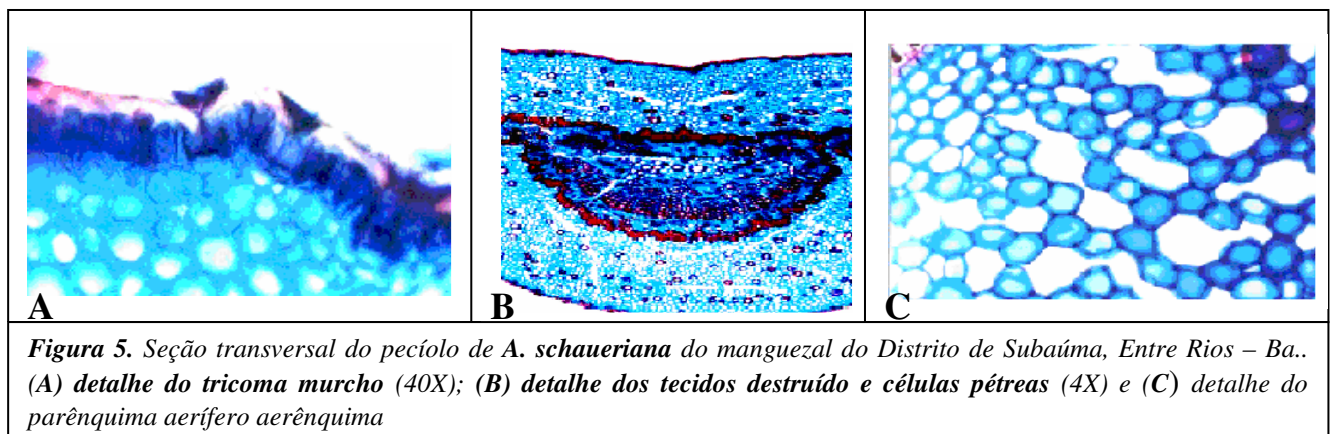 A
B
C
Figura 5. Seção transversal do pecíolo de A. schaueriana do manguezal do Distrito de Subaúma, Entre Rios – Ba..
(A) detalhe do tricoma murcho (40X); (B) detalhe dos tecidos destruído e células pétreas (4X) e (C) detalhe do
parênquima aerífero aerênquima